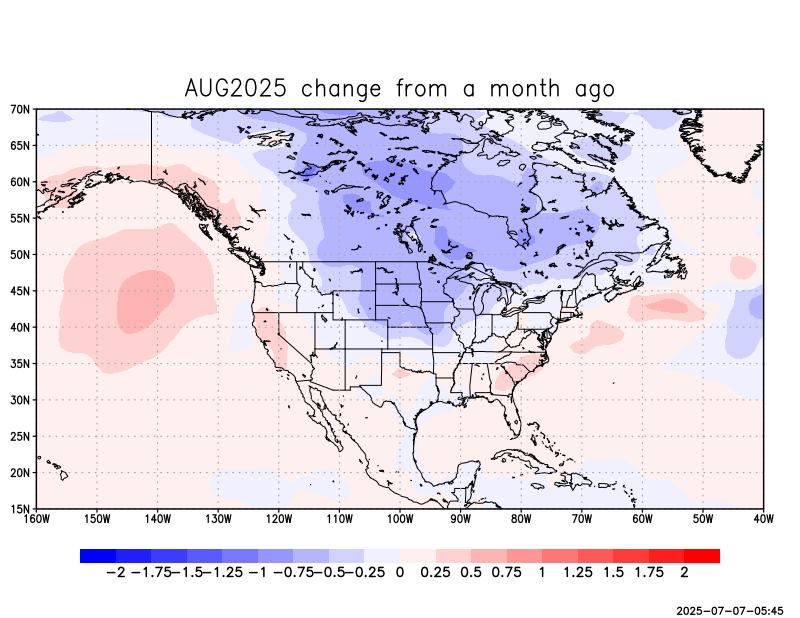 AUG2025 change from a month ago
70N
65N
60N
55N
50N
45N
40N
35N
30N
25N
20N
15N
160W 150W 140W 130W 120W 110W 100W 90W 80W 70W 60W 50W 40W
−2 −1.75 −1.5 −1.25 −1 −0.75 −0.5 −0.25 0 0.25 0.5 0.75 1 1.25 1.5 1.75 2
2025-07-07-05:45